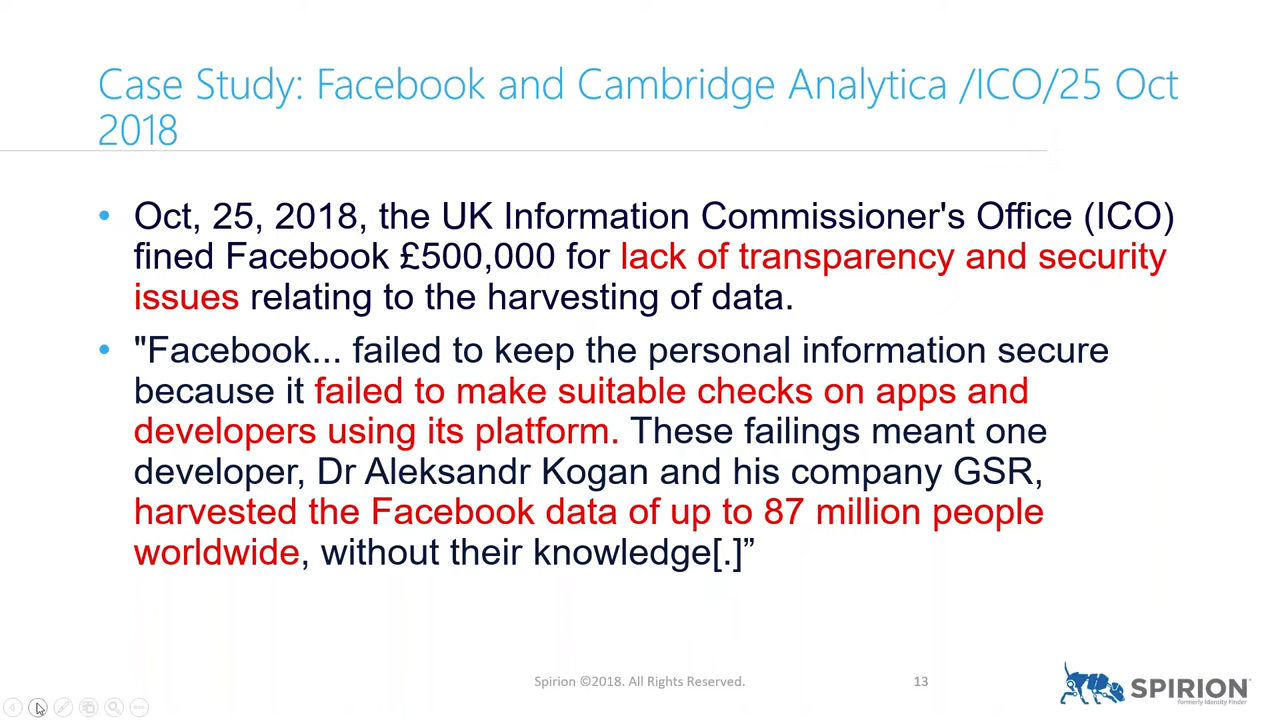 Case Study: Facebook and Cambridge Analytica /ICO/25 Oct
2018
• Oct, 25, 2018, the UK Information Commissioner's Office (ICO)
fined Facebook £500,000 for lack of transparency and security
issues relating to the harvesting of data.
• "Facebook... failed to keep the personal information secure
because it failed to make suitable checks on apps and
developers using its platform. These failings meant one
developer, Dr Aleksandr Kogan and his company GSR,
harvested the Facebook data of up to 87 million people
worldwide, without their knowledge[.]”
Spirion ©2018. All Rights Reserved.
13
SPIRION
formerly Identity Finder